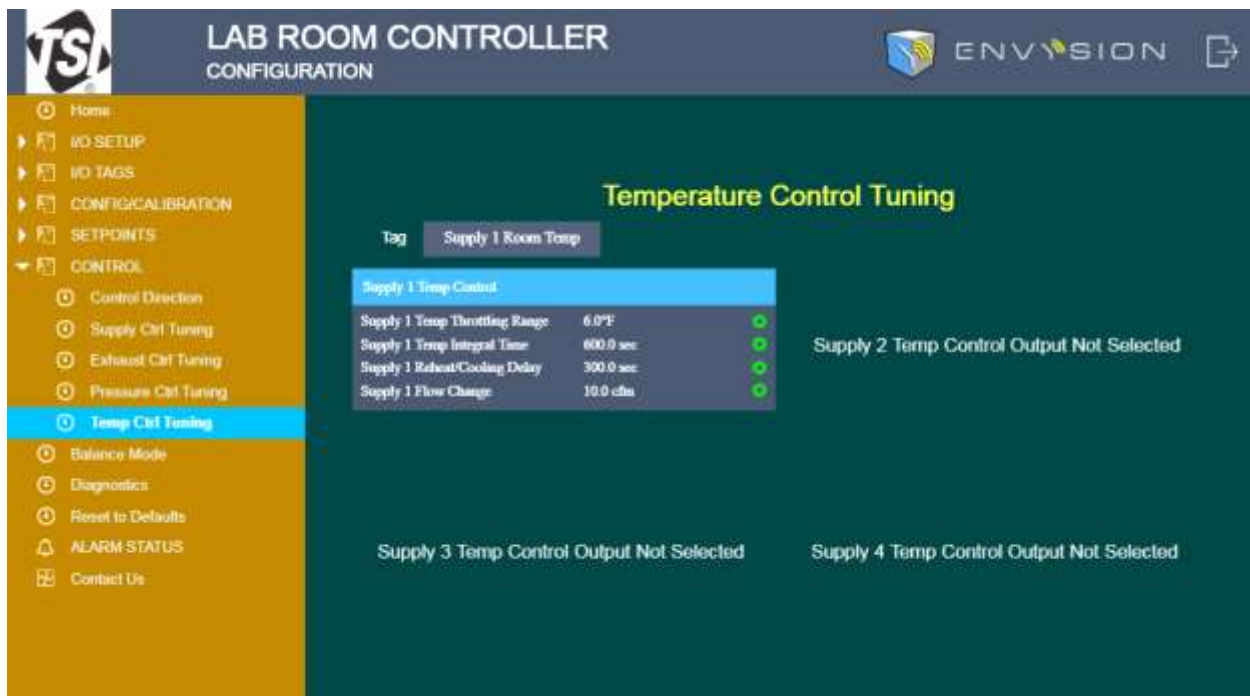 TSI
LAB ROOM CONTROLLER
CONFIGURATION
ENVYSION
Home
I/O SETUP
I/O TAGS
CONFIG/CALIBRATION
SETPOINTS
CONTROL
Control Direction
Supply Ctrl Tuning
Exhaust Ctrl Tuning
Pressure Ctrl Tuning
Temp Ctrl Tuning
Balance Mode
Diagnostics
Reset to Defaults
ALARM STATUS
Contact Us
Temperature Control Tuning
Tag Supply 1 Room Temp
Supply 1 Temp Control
Supply 1 Temp Throttling Range 6.0°F
Supply 1 Temp Integral Time 600.0 sec
Supply 1 Reheat/Cooling Delay 300.0 sec
Supply 1 Flow Change 10.0 cfm
Supply 2 Temp Control Output Not Selected
Supply 3 Temp Control Output Not Selected
Supply 4 Temp Control Output Not Selected